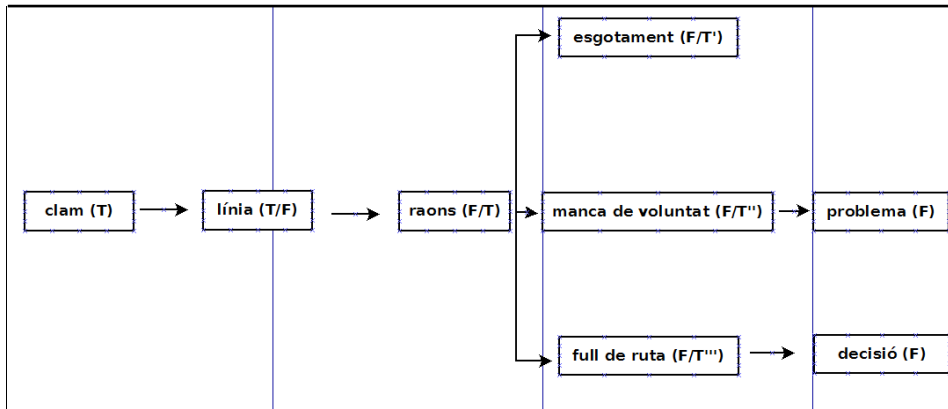 esgotament (F/T')
clam (T)
línia (T/F)
raons (F/T)
manca de voluntat (F/T'')
problema (F)
full de ruta (F/T''')
decisió (F)